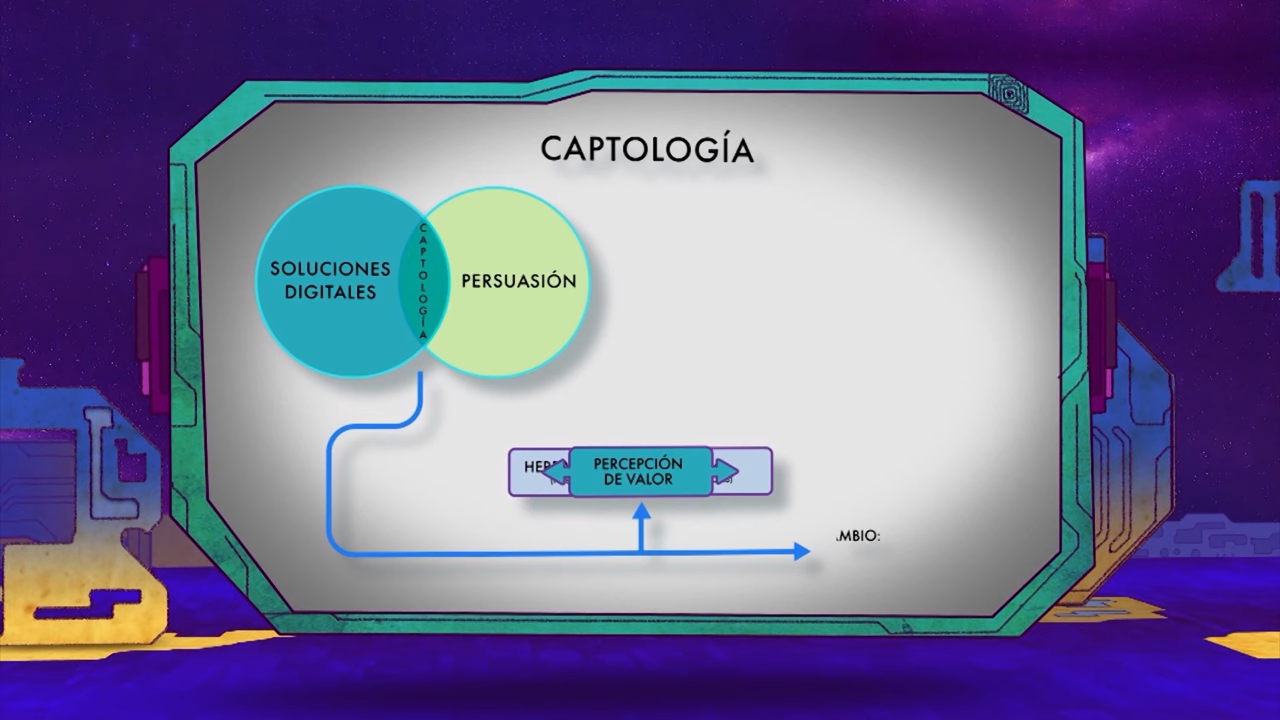 CAPTOLOGÍA
SOLUCIONES
DIGITALES
CAPTOLOGÍA
PERSUASIÓN
PERCEPCIÓN
DE VALOR